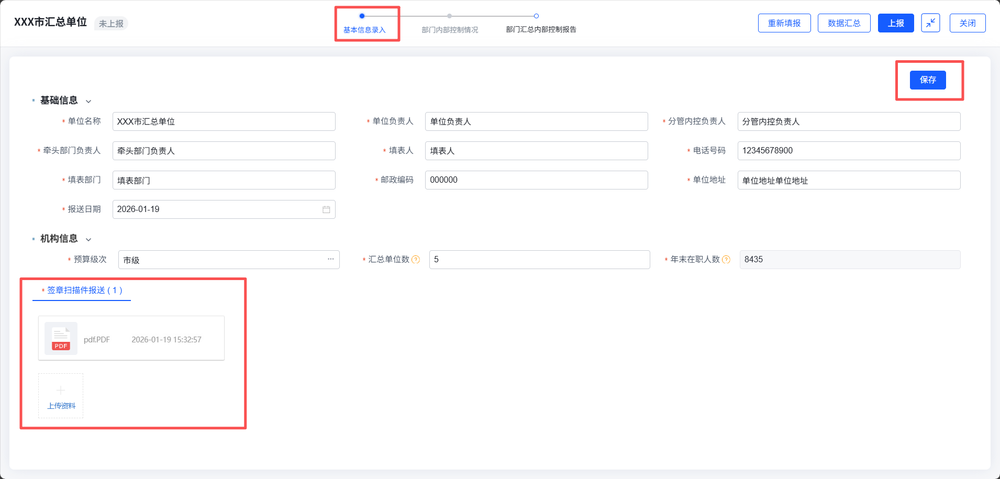 XXX市汇总单位 未上报
基本信息录入 部门内部控制情况 部门汇总内部控制报告
重新填报 数据汇总 上报 关闭
保存
基础信息
* 单位名称 XXX市汇总单位 * 单位负责人 单位负责人 * 分管内控负责人 分管内控负责人
* 牵头部门负责人 牵头部门负责人 * 填表人 填表人 * 电话号码 12345678900
* 填表部门 填表部门 * 邮政编码 000000 * 单位地址 单位地址单位地址
* 报送日期 2026-01-19
机构信息
* 预算级次 市级 ··· * 汇总单位数 ? 5 * 年末在职人数 ? 8435
* 签章扫描件报送 ( 1 )
PDF pdf.PDF 2026-01-19 15:32:57
上传资料